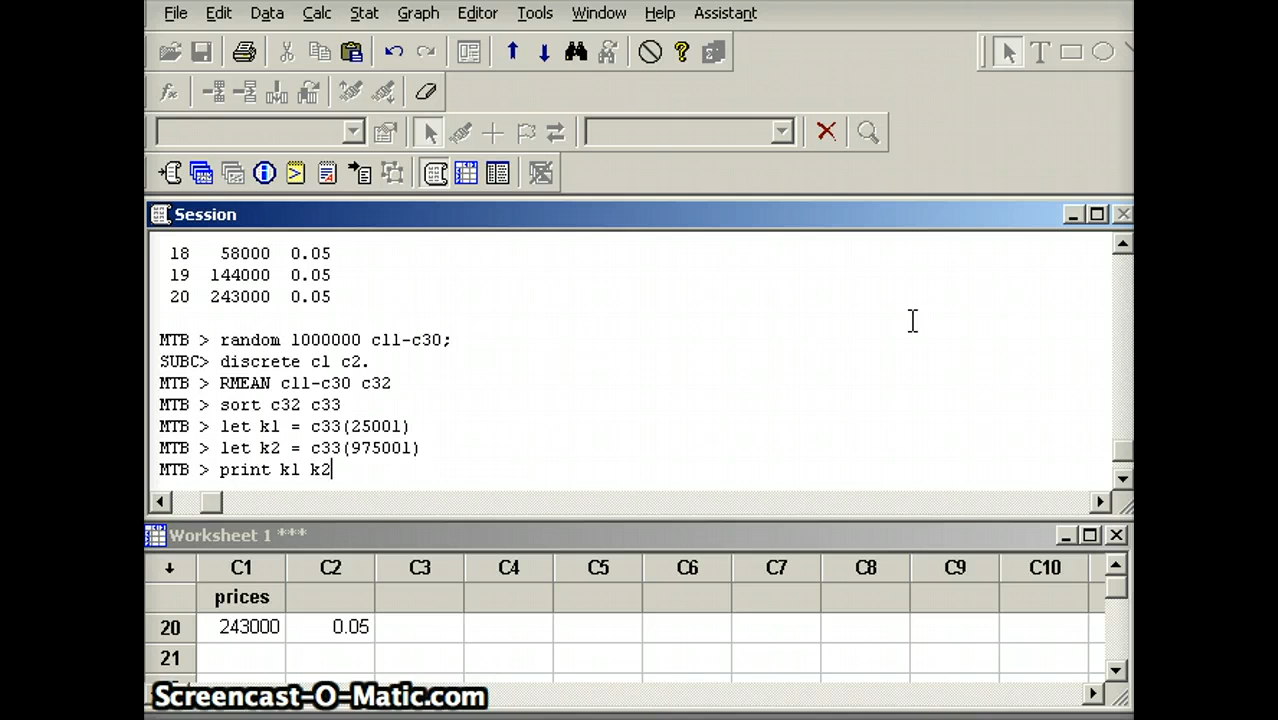 File Edit Data Calc Stat Graph Editor Tools Window Help Assistant
Session
18 58000 0.05
19 144000 0.05
20 243000 0.05
MTB > random 1000000 c11-c30;
SUBC> discrete c1 c2.
MTB > RMEAN c11-c30 c32
MTB > sort c32 c33
MTB > let k1 = c33(25001)
MTB > let k2 = c33(975001)
MTB > print k1 k2
Worksheet 1 ***
C1 C2 C3 C4 C5 C6 C7 C8 C9 C10
prices
20 243000 0.05
21
Screencast-O-Matic.com